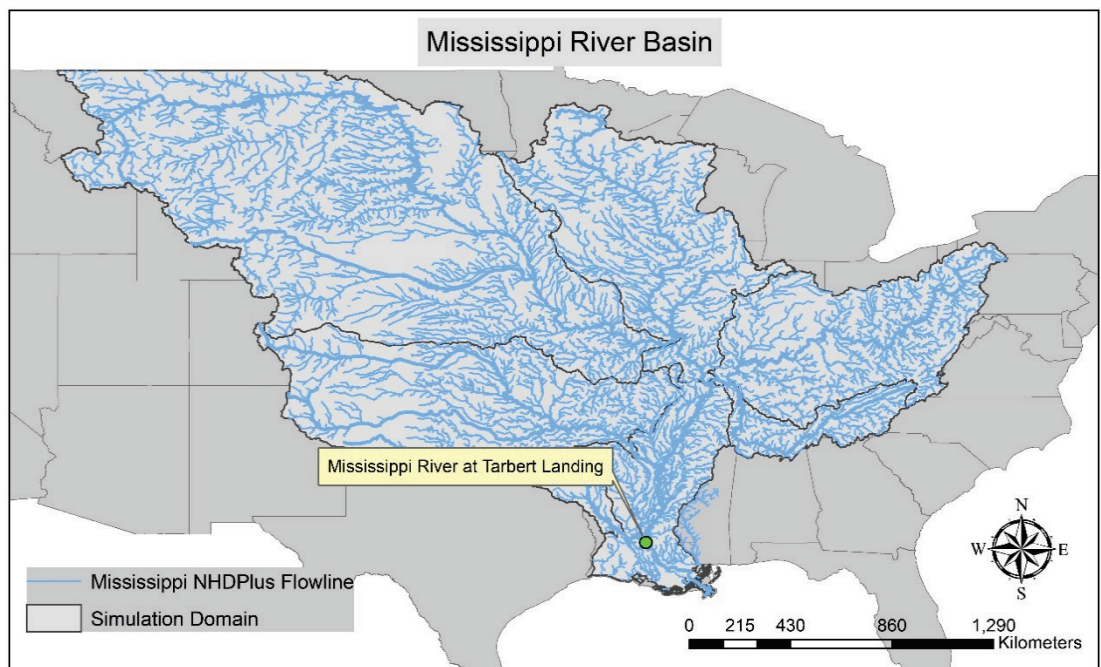 Mississippi River Basin
Mississippi River at Tarbert Landing
N
W E
S
Mississippi NHDPlus Flowline
Simulation Domain
0 215 430 860 1,290
Kilometers